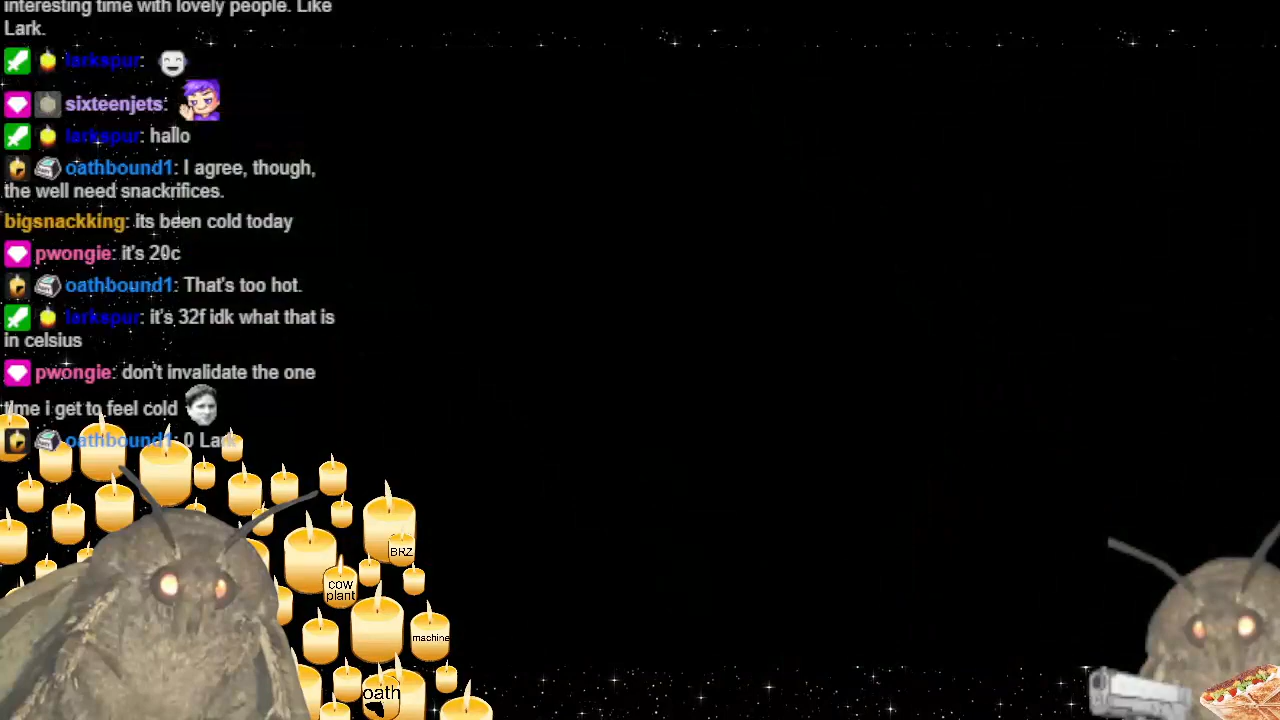 interesting time with lovely people. Like
Lark.
larkspur:
sixteenjets:
larkspur: hallo
oathbound1: I agree, though,
the well need snackrifices.
bigsnackking: its been cold today
pwongie: it's 20c
oathbound1: That's too hot.
larkspur: it's 32f idk what that is
in celsius
pwongie: don't invalidate the one
time i get to feel cold
oathbound1: 0 Lark
BRZ
cow
plant
machine
oath